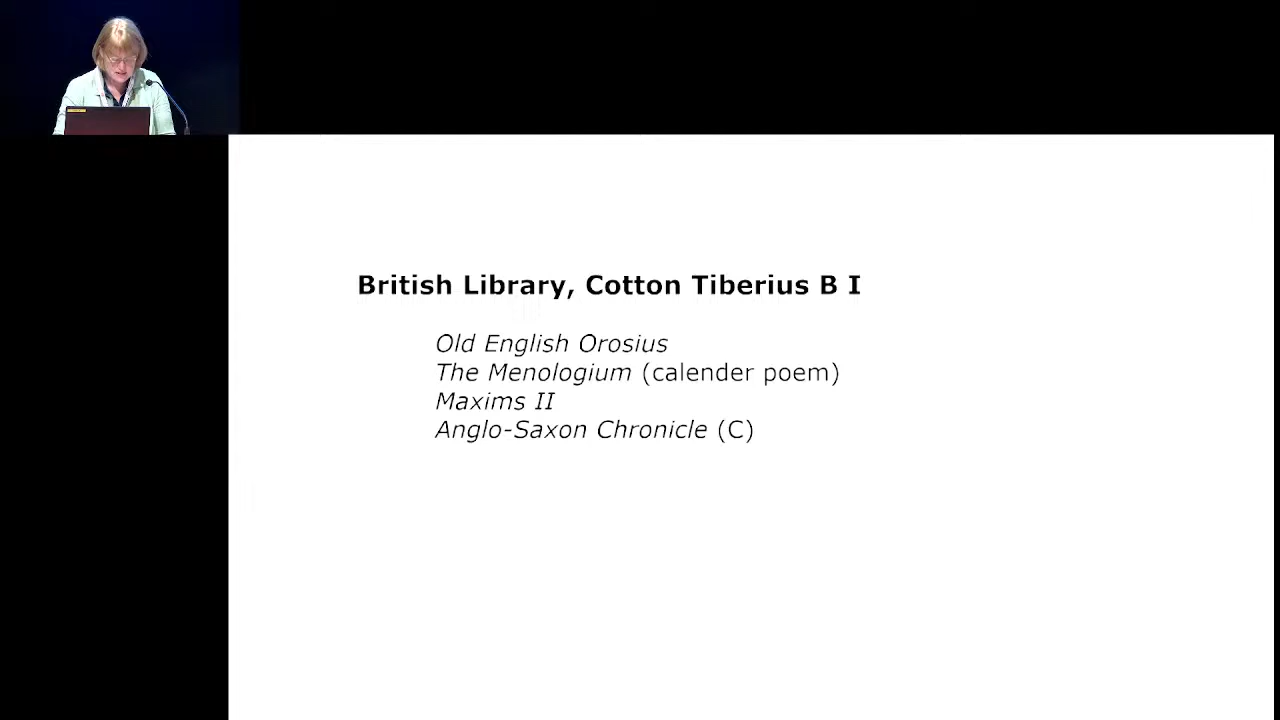 British Library, Cotton Tiberius B I
Old English Orosius
The Menologium (calender poem)
Maxims II
Anglo-Saxon Chronicle (C)